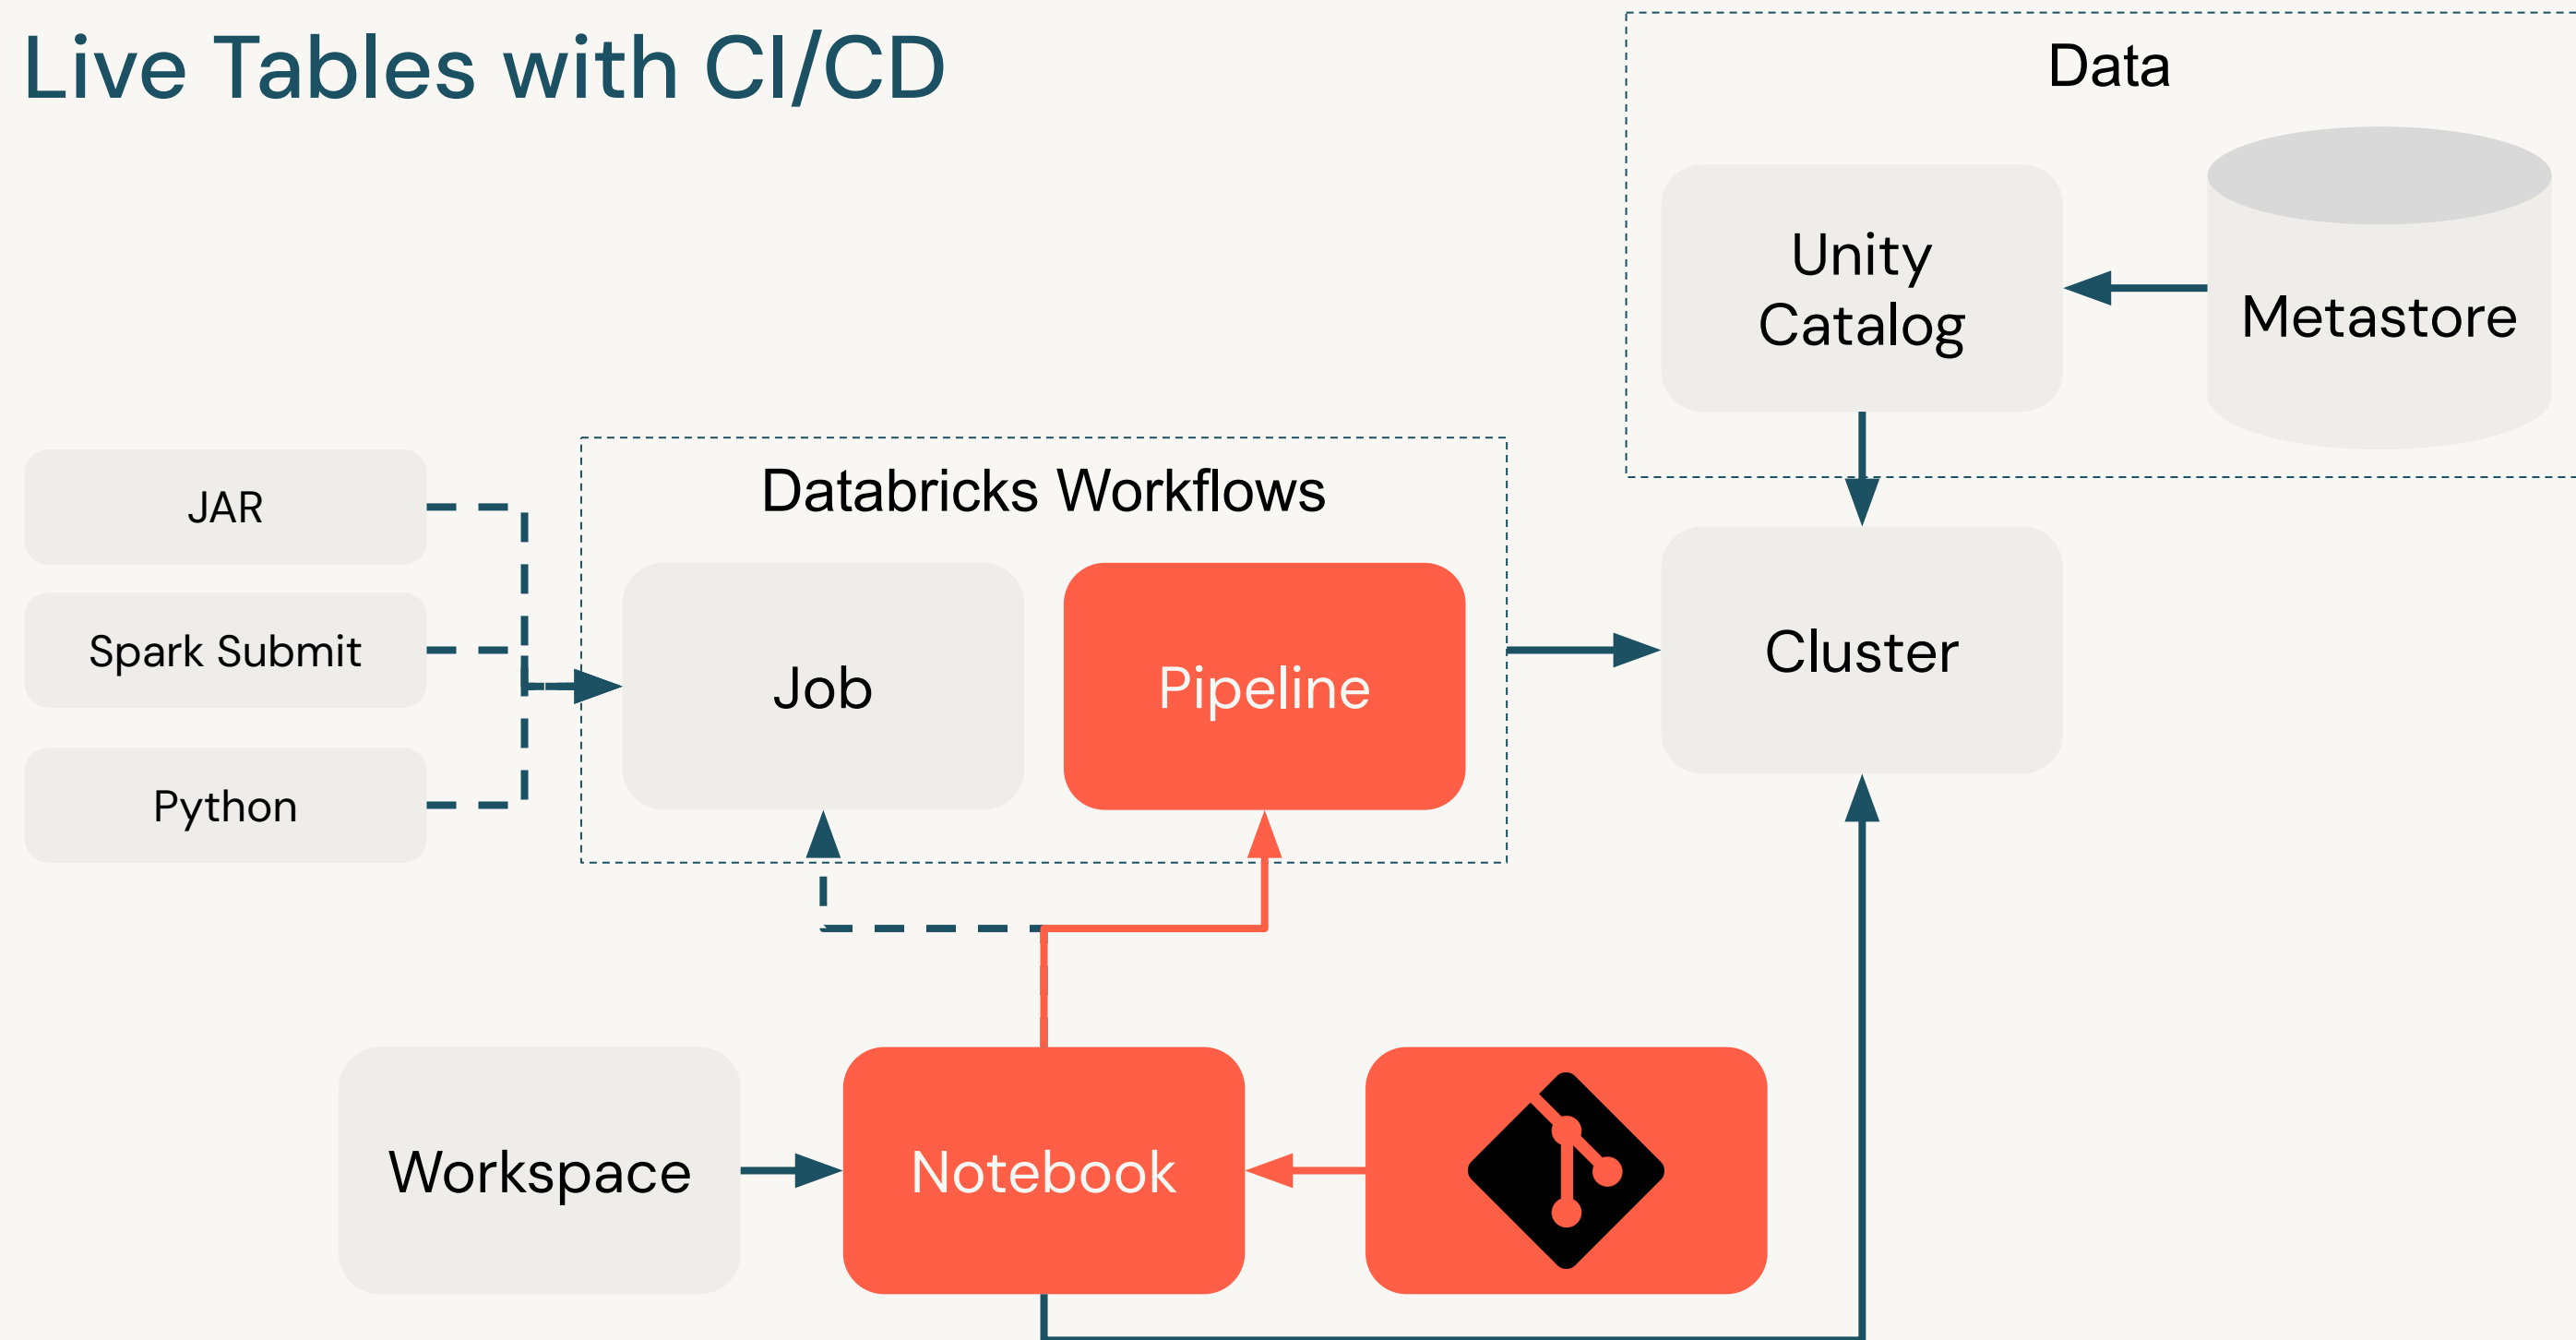 Live Tables with CI/CD
Data
Unity
Catalog
Metastore
Databricks Workflows
JAR
Spark Submit
Python
Job
Pipeline
Cluster
Workspace
Notebook